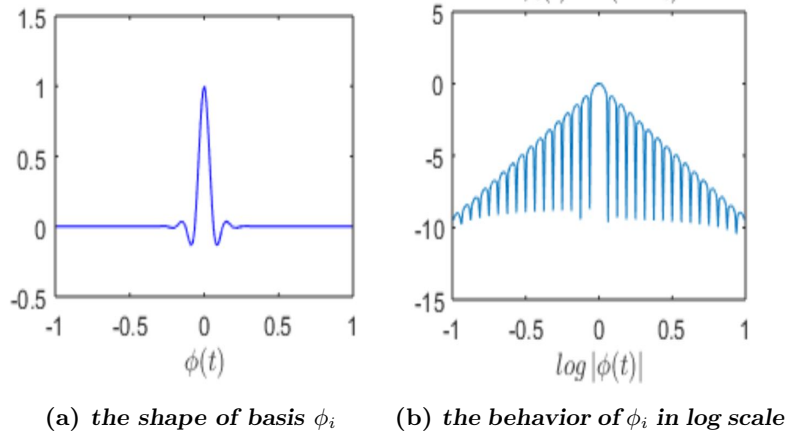 1.5
1
0.5
0
-0.5
-1 -0.5 0 0.5 1
ϕ(t)
5
0
-5
-10
-15
-1 -0.5 0 0.5 1
log|ϕ(t)|
(a) the shape of basis ϕᵢ
(b) the behavior of ϕᵢ in log scale